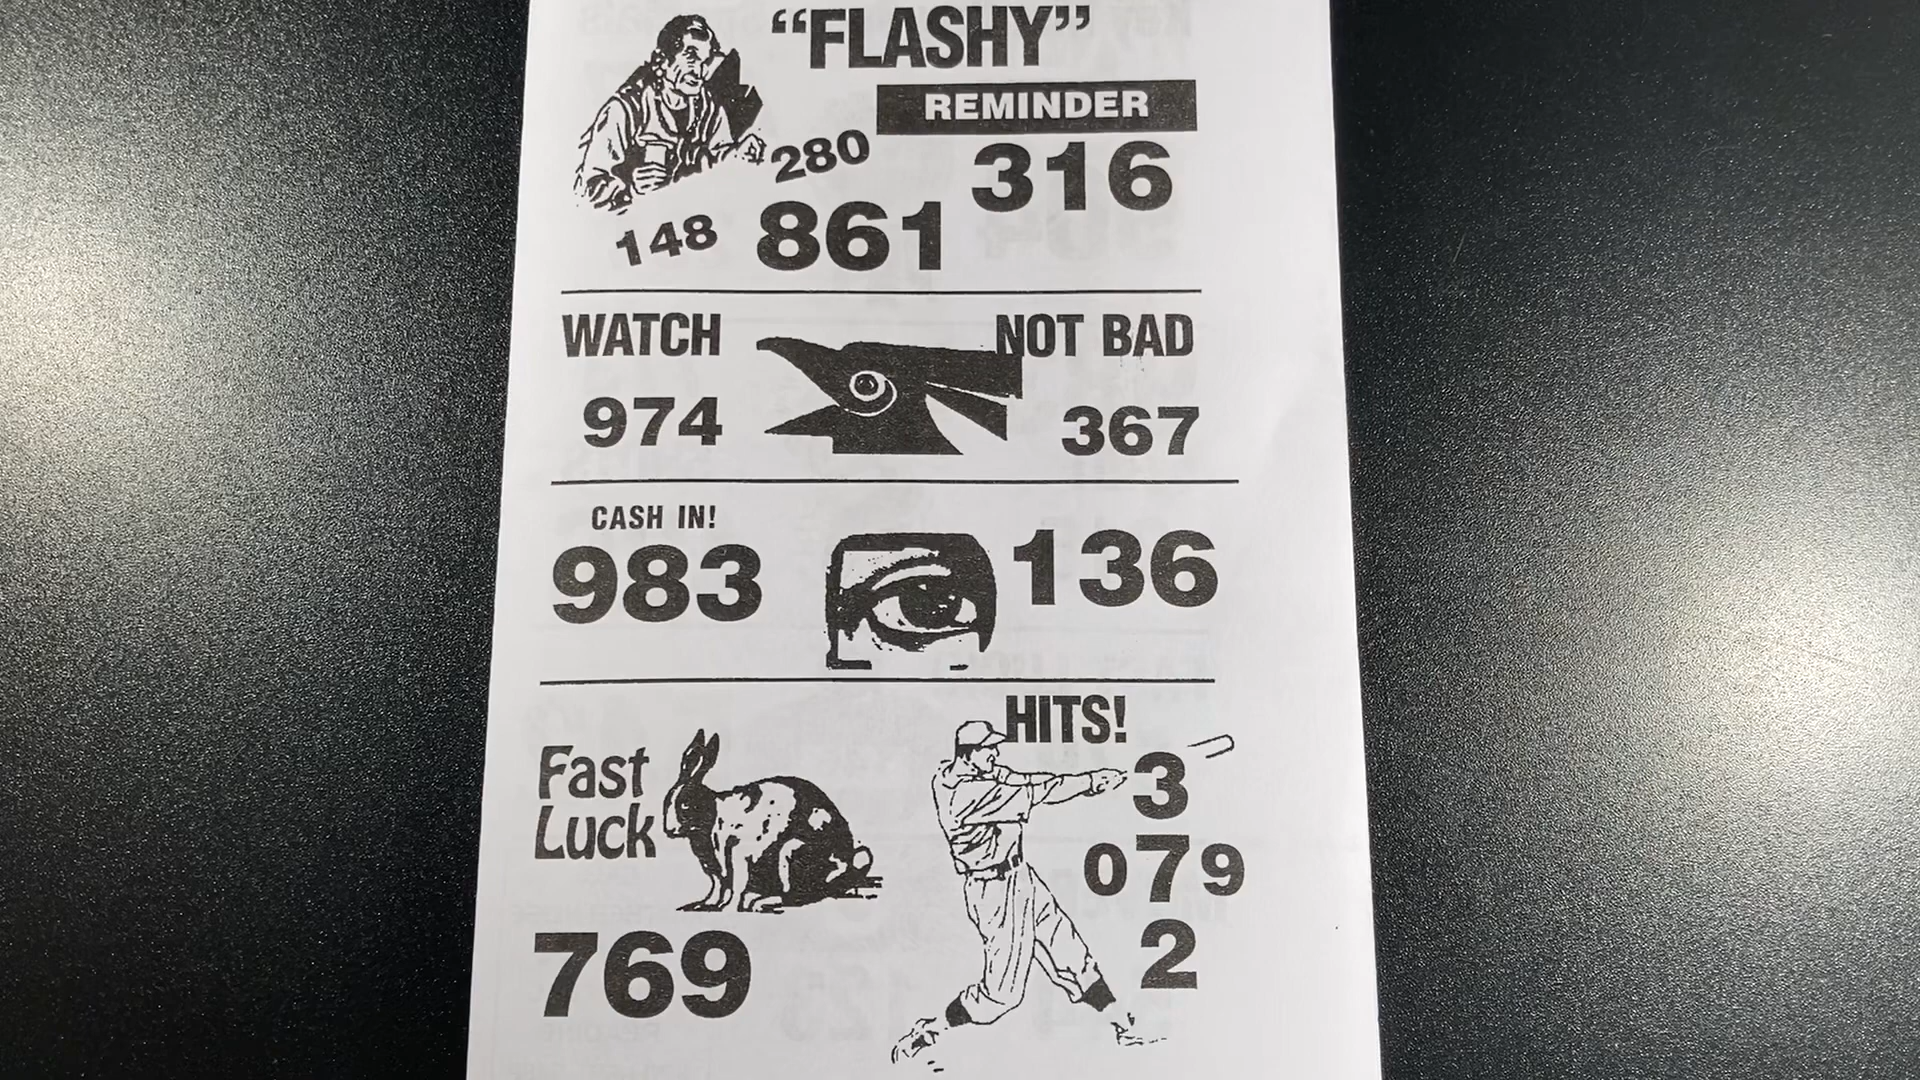 “FLASHY”
REMINDER
280
316
148
861
WATCH
NOT BAD
974
367
CASH IN!
983
136
HITS!
Fast
Luck
3
079
2
769